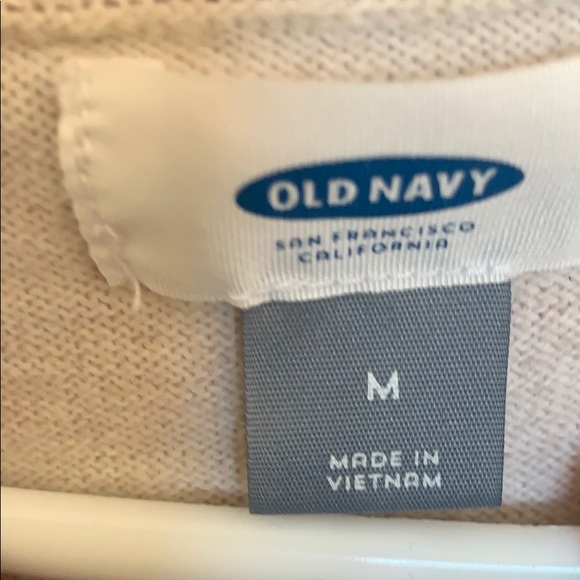 OLD NAVY
SAN FRANCISCO
CALIFORNIA
M
MADE IN
VIETNAM